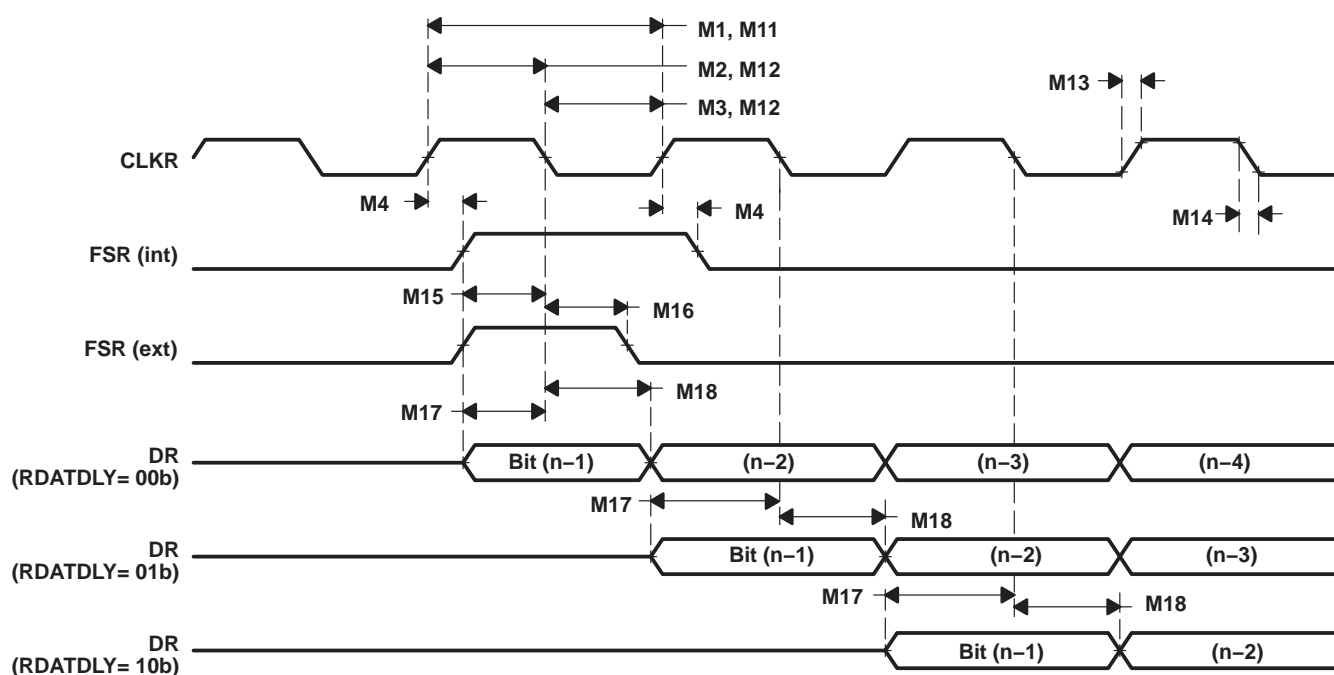 M1, M11
M2, M12
M13
M3, M12
CLKR
M4
M4
M14
FSR (int)
M15
M16
FSR (ext)
M18
M17
DR
(RDATDLY= 00b)
Bit (n–1)
(n–2)
(n–3)
(n–4)
M17
M18
DR
(RDATDLY= 01b)
Bit (n–1)
(n–2)
(n–3)
M17
M18
DR
(RDATDLY= 10b)
Bit (n–1)
(n–2)